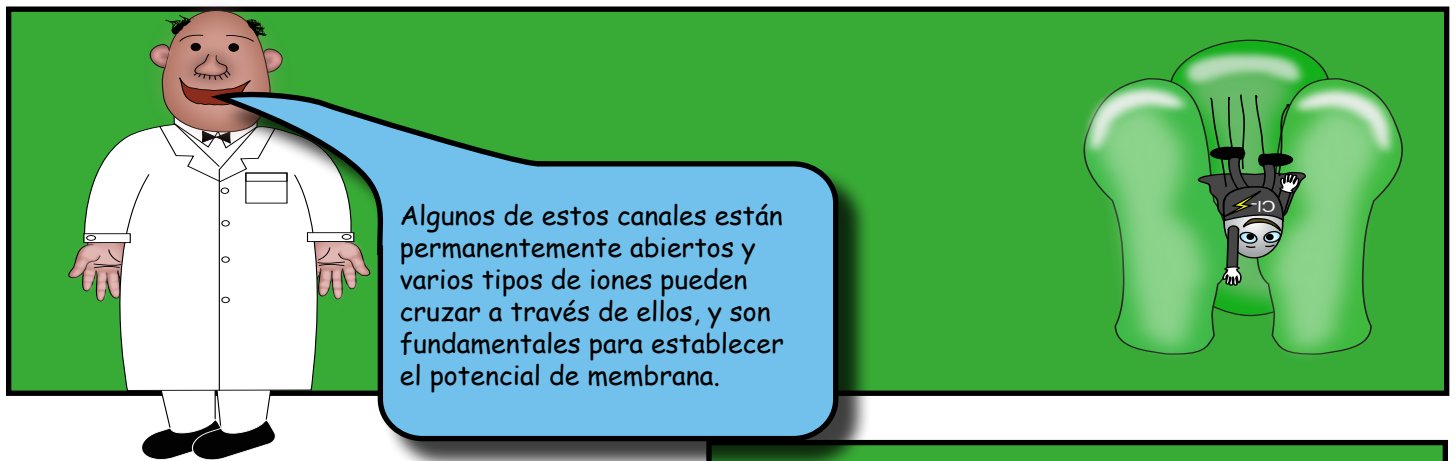 Algunos de estos canales están
permanentemente abiertos y
varios tipos de iones pueden
cruzar a través de ellos, y son
fundamentales para establecer
el potencial de membrana.
Cl-